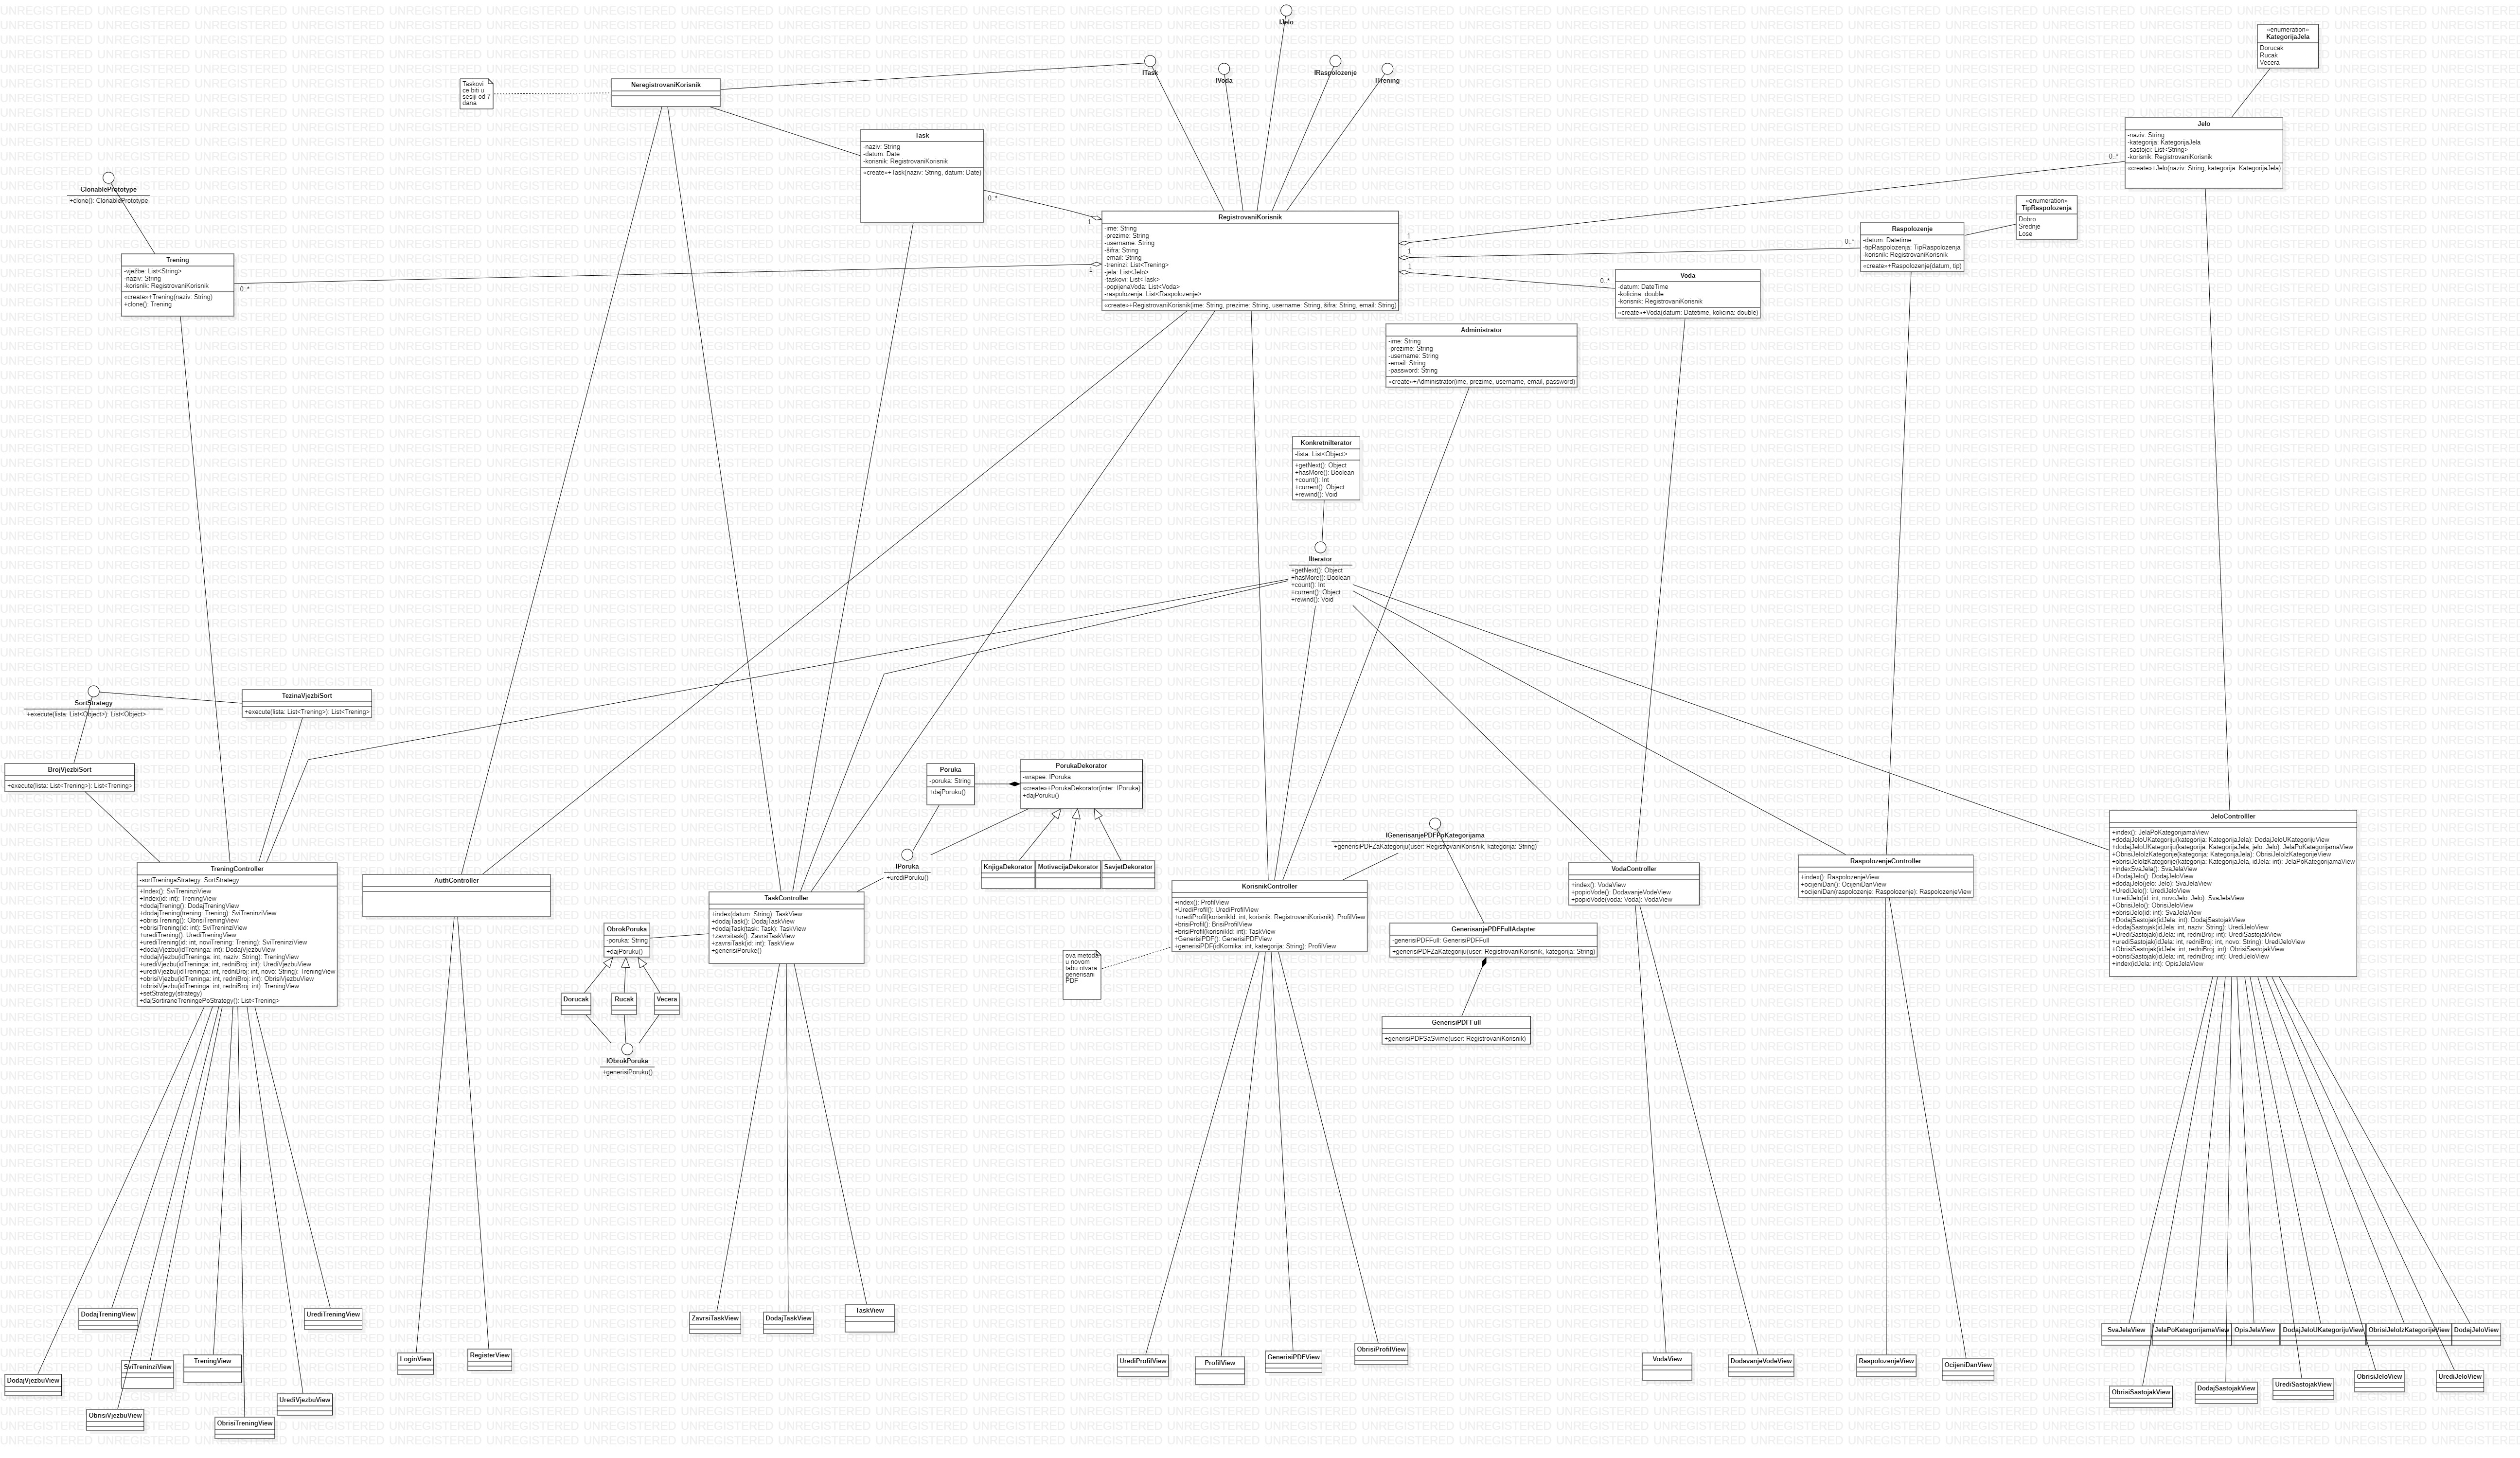 IJelo
ITask
IVoda
IRaspolozenje
ITrening
«enumeration»
KategorijaJela
Dorucak
Rucak
Vecera
Taskovi
ce biti u
sesiji od 7
dana
NeregistrovaniKorisnik
Task
-naziv: String
-datum: Date
-korisnik: RegistrovaniKorisnik
«create»+Task(naziv: String, datum: Date)
0..*
1
Jelo
-naziv: String
-kategorija: KategorijaJela
-sastojci: List<String>
-korisnik: RegistrovaniKorisnik
«create»+Jelo(naziv: String, kategorija: KategorijaJela)
0..*
1
ClonablePrototype
+clone(): ClonablePrototype
Trening
-vježbe: List<String>
-naziv: String
-korisnik: RegistrovaniKorisnik
«create»+Trening(naziv: String)
+clone(): Trening
0..*
1
RegistrovaniKorisnik
-ime: String
-prezime: String
-username: String
-šifra: String
-email: String
-treninzi: List<Trening>
-jela: List<Jelo>
-taskovi: List<Task>
-popijenaVoda: List<Voda>
-raspolozenja: List<Raspolozenje>
«create»+RegistrovaniKorisnik(ime: String, prezime: String, username: String, šifra: String, email: String)
«enumeration»
TipRaspolozenja
Dobro
Srednje
Lose
Raspolozenje
-datum: Datetime
-tipRaspolozenja: TipRaspolozenja
-korisnik: RegistrovaniKorisnik
«create»+Raspolozenje(datum, tip)
0..*
1
Voda
-datum: DateTime
-kolicina: double
-korisnik: RegistrovaniKorisnik
«create»+Voda(datum: Datetime, kolicina: double)
0..*
1
Administrator
-ime: String
-prezime: String
-username: String
-email: String
-password: String
«create»+Administrator(ime, prezime, username, email, password)
KonkretniIterator
-lista: List<Object>
+getNext(): Object
+hasMore(): Boolean
+count(): Int
+current(): Object
+rewind(): Void
IIterator
+getNext(): Object
+hasMore(): Boolean
+count(): Int
+current(): Object
+rewind(): Void
SortStrategy
+execute(lista: List<Object>): List<Object>
TezinaVjezbiSort
+execute(lista: List<Trening>): List<Trening>
BrojVjezbiSort
+execute(lista: List<Trening>): List<Trening>
Poruka
-poruka: String
+dajPoruku()
PorukaDekorator
-wrapee: IPoruka
«create»+PorukaDekorator(inter: IPoruka)
+dajPoruku()
IPoruka
+urediPoruku()
KnjigaDekorator
MotivacijaDekorator
SavjetDekorator
IGenerisanjePDFPoKategorijama
+generisiPDFZaKategoriju(user: RegistrovaniKorisnik, kategorija: String)
TreningController
-sortTreningaStrategy: SortStrategy
+Index(): SviTreninziView
+Index(id: int): TreningView
+dodajTrening(): DodajTreningView
+dodajTrening(trening: Trening): SviTreninziView
+obrisiTrening(): ObrisiTreningView
+obrisiTrening(id: int): SviTreninziView
+urediTrening(): UrediTreningView
+urediTrening(id: int, noviTrening: Trening): SviTreninziView
+dodajVjezbu(idTreninga: int): DodajVjezbuView
+dodajVjezbu(idTreninga: int, naziv: String): TreningView
+urediVjezbu(idTreninga: int, redniBroj: int): UrediVjezbuView
+urediVjezbu(idTreninga: int, redniBroj: int, novo: String): TreningView
+obrisiVjezbu(idTreninga: int, redniBroj: int): ObrisiVjezbuView
+obrisiVjezbu(idTreninga: int, redniBroj: int): TreningView
+setStrategy(strategy)
+dajSortiraneTreningePoStrategy(): List<Trening>
AuthController
TaskController
+index(datum: String): TaskView
+dodajTask(): DodajTaskView
+dodajTask(task: Task): TaskView
+zavrsitask(): ZavrsiTaskView
+zavrsiTask(id: int): TaskView
+generisiPoruke()
ObrokPoruka
-poruka: String
+dajPoruku()
Dorucak
Rucak
Vecera
IObrokPoruka
+generisiPoruku()
KorisnikController
+index(): ProfilView
+UrediProfil(): UrediProfilView
+urediProfil(korisnikId: int, korisnik: RegistrovaniKorisnik): ProfilView
+brisiProfil(): BrisiProfilView
+brisiProfil(korisnikId: int): TaskView
+GenerisiPDF(): GenerisiPDFView
+generisiPDF(idKornika: int, kategorija: String): ProfilView
ova metoda
u novom
tabu otvara
generisani
PDF
GenerisanjePDFFullAdapter
-generisiPDFFull: GenerisiPDFFull
+generisiPDFZaKategoriju(user: RegistrovaniKorisnik, kategorija: String)
GenerisiPDFFull
+generisiPDFSaSvime(user: RegistrovaniKorisnik)
VodaController
+index(): VodaView
+popioVode(): DodavanjeVodeView
+popioVode(voda: Voda): VodaView
RaspolozenjeController
+index(): RaspolozenjeView
+ocijeniDan(): OcijeniDanView
+ocijeniDan(raspolozenje: Raspolozenje): RaspolozenjeView
JeloControlller
+index(): JelaPoKategorijamaView
+dodajJeloUKategoriju(kategorija: KategorijaJela): DodajJeloUKategorijuView
+dodajJeloUKategoriju(kategorija: KategorijaJela, jelo: Jelo): JelaPoKategorijamaView
+ObrisiJeloIzKategorije(kategorija: KategorijaJela): ObrisiJeloIzKategorijeView
+obrisiJeloIzKategorije(kategorija: KategorijaJela, idJela: int): JelaPoKategorijamaView
+indexSvaJela(): SvaJelaView
+DodajJelo(): DodajJeloView
+dodajJelo(jelo: Jelo): SvaJelaView
+UrediJelo(): UrediJeloView
+urediJelo(id: int, novoJelo: Jelo): SvaJelaView
+ObrisiJelo(): ObrisiJelo
+obrisiJelo(id: int): SvaJelaView
+DodajSastojak(idJela: int): DodajSastojakView
+dodajSastojak(idJela: int, naziv: String): UrediJeloView
+UrediSastojak(idJela: int, redniBroj: int): UrediSastojak
+urediSastojak(idJela: int, redniBroj: int, novo: String): UrediJeloView
+ObrisiSastojak(idJela: int, redniBroj: int): ObrisiSastojakView
+obrisiSastojak(idJela: int, redniBroj: int): UrediJeloView
+index(idJela: int): OpisJelaView
DodajTreningView
UrediTreningView
SviTreninziView
TreningView
DodajVjezbuView
UrediVjezbuView
ObrisiVjezbuView
ObrisiTreningView
LoginView
RegisterView
ZavrsiTaskView
DodajTaskView
TaskView
UrediProfilView
ProfilView
GenerisiPDFView
ObrisiProfilView
VodaView
DodavanjeVodeView
RaspolozenjeView
OcijeniDanView
SvaJelaView
JelaPoKategorijamaView
OpisJelaView
DodajJeloUKategorijuView
ObrisiJeloIzKategorijeView
DodajJeloView
ObrisiSastojakView
DodajSastojakView
UrediSastojakView
ObrisiJeloView
UrediJeloView